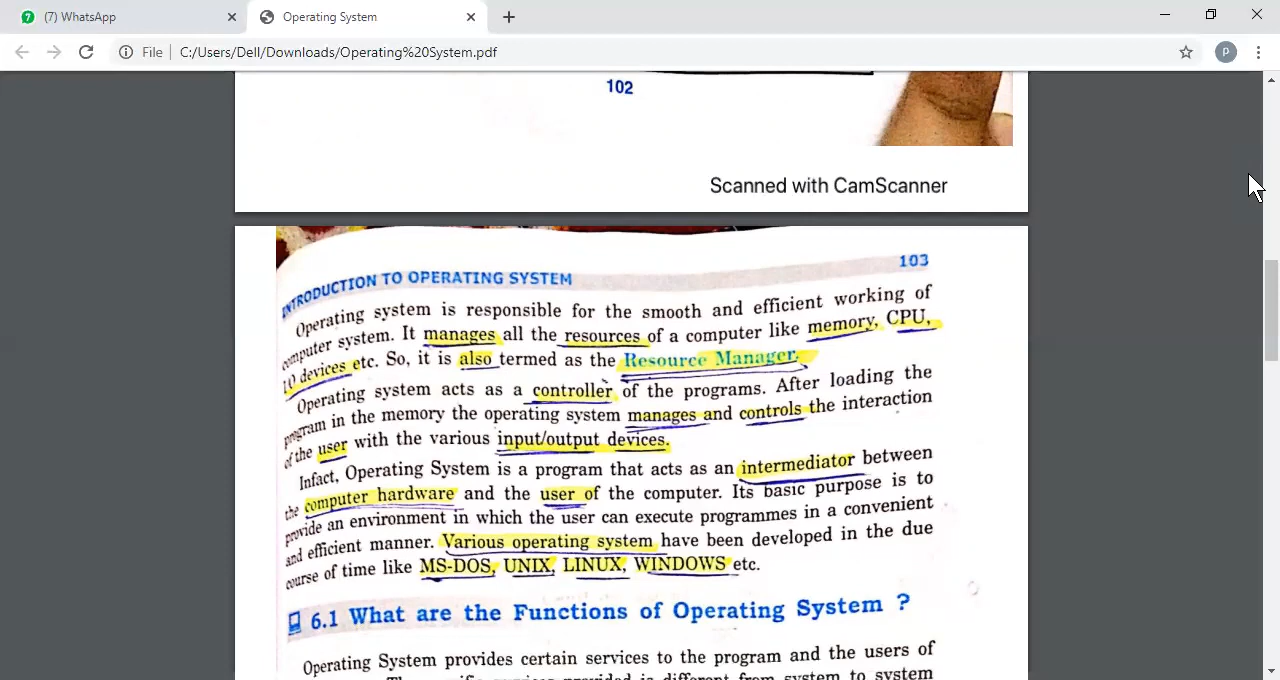 (7) WhatsApp
Operating System
File
C:/Users/Dell/Downloads/Operating%20System.pdf
P
102
Scanned with CamScanner
INTRODUCTION TO OPERATING SYSTEM
103
Operating system is responsible for the smooth and efficient working of
computer system. It manages all the resources of a computer like memory, CPU,
IO devices etc. So, it is also termed as the Resource Manager.
Operating system acts as a controller of the programs. After loading the
program in the memory the operating system manages and controls the interaction
of the user with the various input/output devices.
Infact, Operating System is a program that acts as an intermediator between
the computer hardware and the user of the computer. Its basic purpose is to
provide an environment in which the user can execute programmes in a convenient
and efficient manner. Various operating system have been developed in the due
course of time like MS-DOS, UNIX, LINUX, WINDOWS etc.
6.1 What are the Functions of Operating System ?
Operating System provides certain services to the program and the users of
is different from system to system